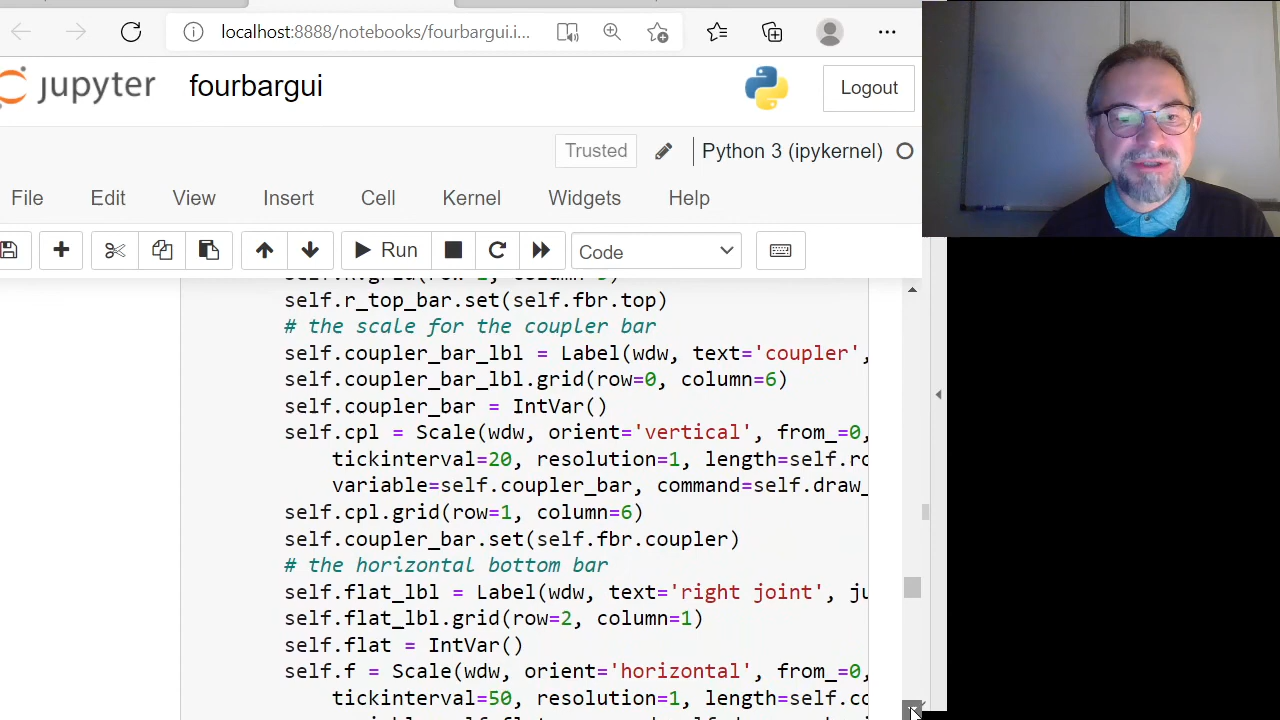 localhost:8888/notebooks/fourbargui.i...
jupyter fourbargui
Logout
Trusted
Python 3 (ipykernel)
File Edit View Insert Cell Kernel Widgets Help
Run Code
self.r_top_bar.set(self.fbr.top)
# the scale for the coupler bar
self.coupler_bar_lbl = Label(wdw, text='coupler',
self.coupler_bar_lbl.grid(row=0, column=6)
self.coupler_bar = IntVar()
self.cpl = Scale(wdw, orient='vertical', from_=0,
tickinterval=20, resolution=1, length=self.ro
variable=self.coupler_bar, command=self.draw_
self.cpl.grid(row=1, column=6)
self.coupler_bar.set(self.fbr.coupler)
# the horizontal bottom bar
self.flat_lbl = Label(wdw, text='right joint', ju
self.flat_lbl.grid(row=2, column=1)
self.flat = IntVar()
self.f = Scale(wdw, orient='horizontal', from_=0,
tickinterval=50, resolution=1, length=self.co